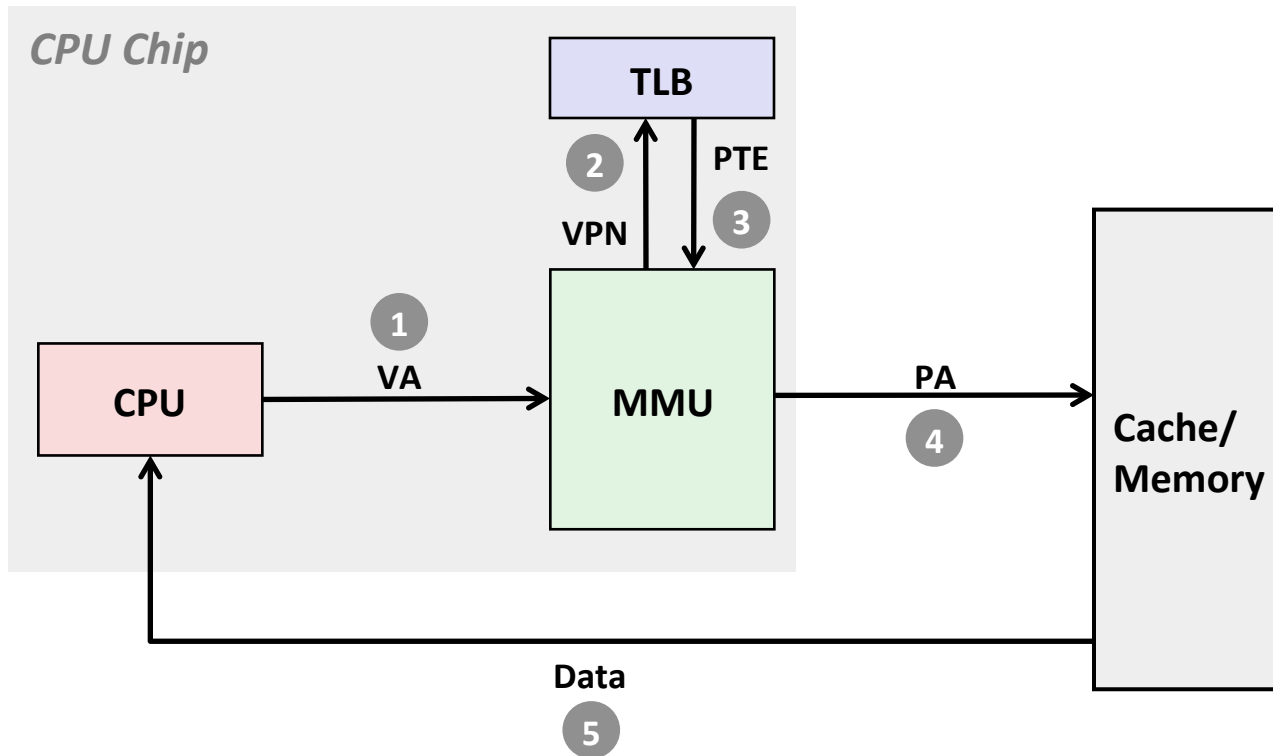 CPU Chip
TLB
2
PTE
3
VPN
1
VA
CPU
MMU
PA
4
Cache/
Memory
Data
5